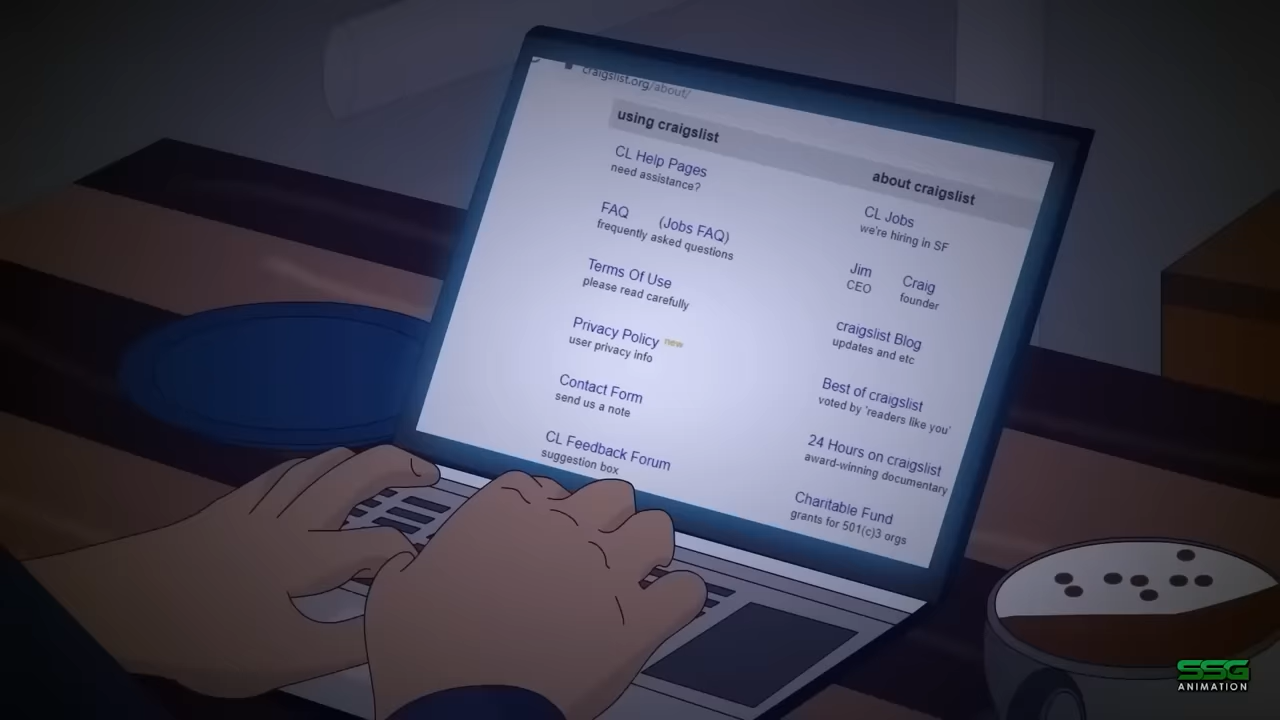 craigslist.org/about/
using craigslist
CL Help Pages
need assistance?
FAQ (Jobs FAQ)
frequently asked questions
Terms Of Use
please read carefully
Privacy Policy new
user privacy info
Contact Form
send us a note
CL Feedback Forum
suggestion box
about craigslist
CL Jobs
we're hiring in SF
Jim Craig
CEO founder
craigslist Blog
updates and etc
Best of craigslist
voted by 'readers like you'
24 Hours on craigslist
award-winning documentary
Charitable Fund
grants for 501(c)3 orgs
SSG
ANIMATION